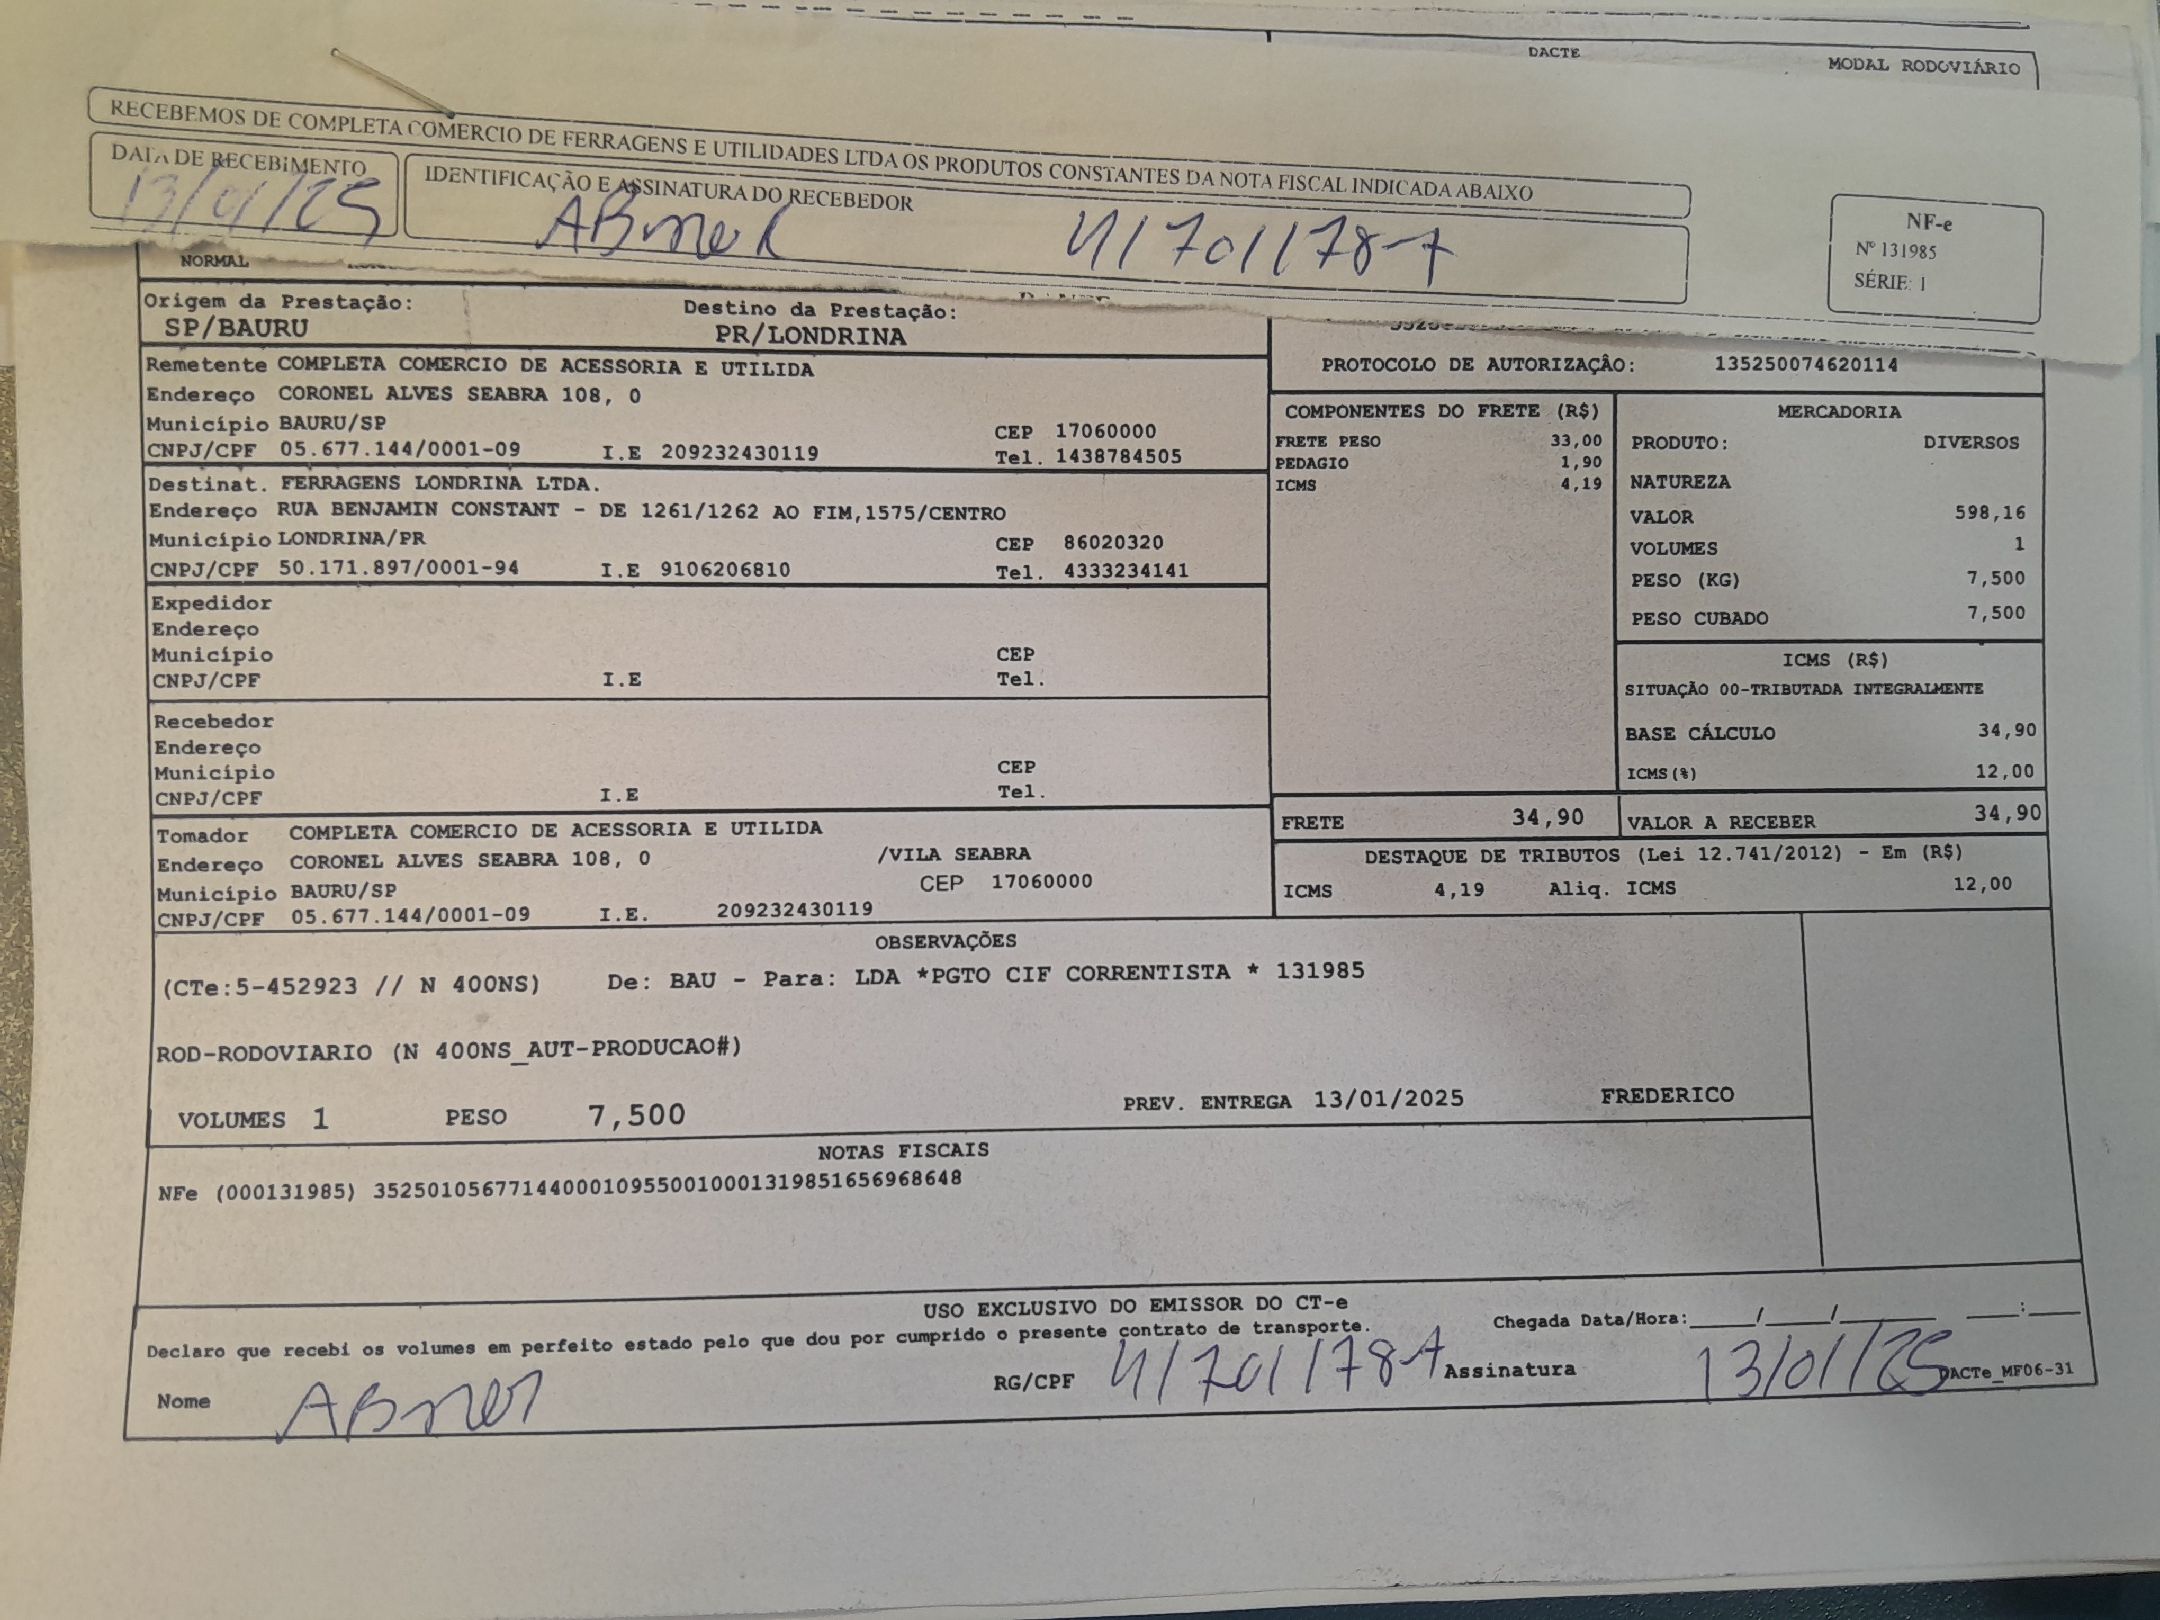 DACTE
MODAL RODOVIÁRIO
RECEBEMOS DE COMPLETA COMERCIO DE FERRAGENS E UTILIDADES LTDA OS PRODUTOS CONSTANTES DA NOTA FISCAL INDICADA ABAIXO
DATA DE RECEBIMENTO
13/01/25
IDENTIFICAÇÃO E ASSINATURA DO RECEBEDOR
ABner
NF-e
Nº 131985
SÉRIE: 1
NORMAL
Origem da Prestação:
SP/BAURU
Destino da Prestação:
PR/LONDRINA
PROTOCOLO DE AUTORIZAÇÂO: 135250074620114
Remetente COMPLETA COMERCIO DE ACESSORIA E UTILIDA
Endereço CORONEL ALVES SEABRA 108, 0
Município BAURU/SP CEP 17060000
CNPJ/CPF 05.677.144/0001-09 I.E 209232430119 Tel. 1438784505
Destinat. FERRAGENS LONDRINA LTDA.
Endereço RUA BENJAMIN CONSTANT - DE 1261/1262 AO FIM,1575/CENTRO
Município LONDRINA/PR CEP 86020320
CNPJ/CPF 50.171.897/0001-94 I.E 9106206810 Tel. 4333234141
Expedidor
Endereço
Município CEP
CNPJ/CPF I.E Tel.
Recebedor
Endereço
Município CEP
CNPJ/CPF I.E Tel.
Tomador COMPLETA COMERCIO DE ACESSORIA E UTILIDA
Endereço CORONEL ALVES SEABRA 108, 0 /VILA SEABRA
Município BAURU/SP CEP 17060000
CNPJ/CPF 05.677.144/0001-09 I.E. 209232430119
COMPONENTES DO FRETE (R$)
FRETE PESO 33,00
PEDAGIO 1,90
ICMS 4,19
MERCADORIA
PRODUTO: DIVERSOS
NATUREZA
VALOR 598,16
VOLUMES 1
PESO (KG) 7,500
PESO CUBADO 7,500
ICMS (R$)
SITUAÇÃO 00-TRIBUTADA INTEGRALMENTE
BASE CÁLCULO 34,90
ICMS(%) 12,00
FRETE 34,90
VALOR A RECEBER 34,90
DESTAQUE DE TRIBUTOS (Lei 12.741/2012) - Em (R$)
ICMS 4,19 Aliq. ICMS 12,00
OBSERVAÇÕES
(CTe:5-452923 // N 400NS) De: BAU - Para: LDA *PGTO CIF CORRENTISTA * 131985
ROD-RODOVIARIO (N 400NS_AUT-PRODUCAO#)
VOLUMES 1 PESO 7,500 PREV. ENTREGA 13/01/2025 FREDERICO
NOTAS FISCAIS
NFe (000131985) 35250105677144000109550010001319851656968648
USO EXCLUSIVO DO EMISSOR DO CT-e
Declaro que recebi os volumes em perfeito estado pelo que dou por cumprido o presente contrato de transporte.
Chegada Data/Hora:____/____/______ ____:____
Nome ABner RG/CPF Assinatura 13/01/25 DACTe_MF06-31